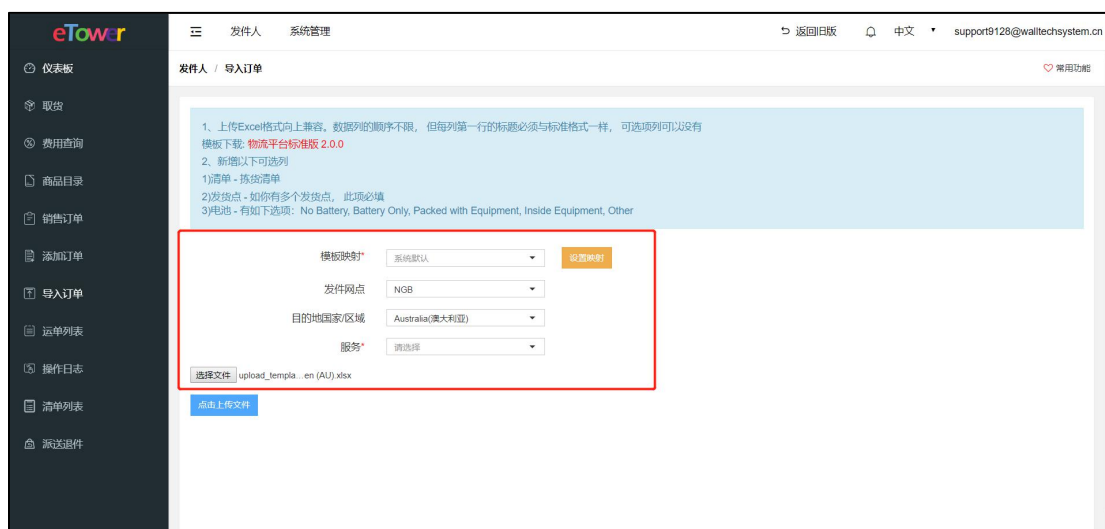 eTower
发件人 系统管理 返回旧版 中文 support9128@walltechsystem.cn
仪表板
取货
费用查询
商品目录
销售订单
添加订单
导入订单
运单列表
操作日志
清单列表
派送退件
发件人 / 导入订单 常用功能
1、上传Excel格式向上兼容。数据列的顺序不限， 但每列第一行的标题必须与标准格式一样， 可选项列可以没有
模板下载: 物流平台标准版 2.0.0
2、新增以下可选列
1)清单 - 拣货清单
2)发货点 - 如你有多个发货点， 此项必填
3)电池 - 有如下选项：No Battery, Battery Only, Packed with Equipment, Inside Equipment, Other
模板映射* 系统默认 设置映射
发件网点 NGB
目的地国家/区域 Australia(澳大利亚)
服务* 请选择
选择文件 upload_templa...en (AU).xlsx
点击上传文件